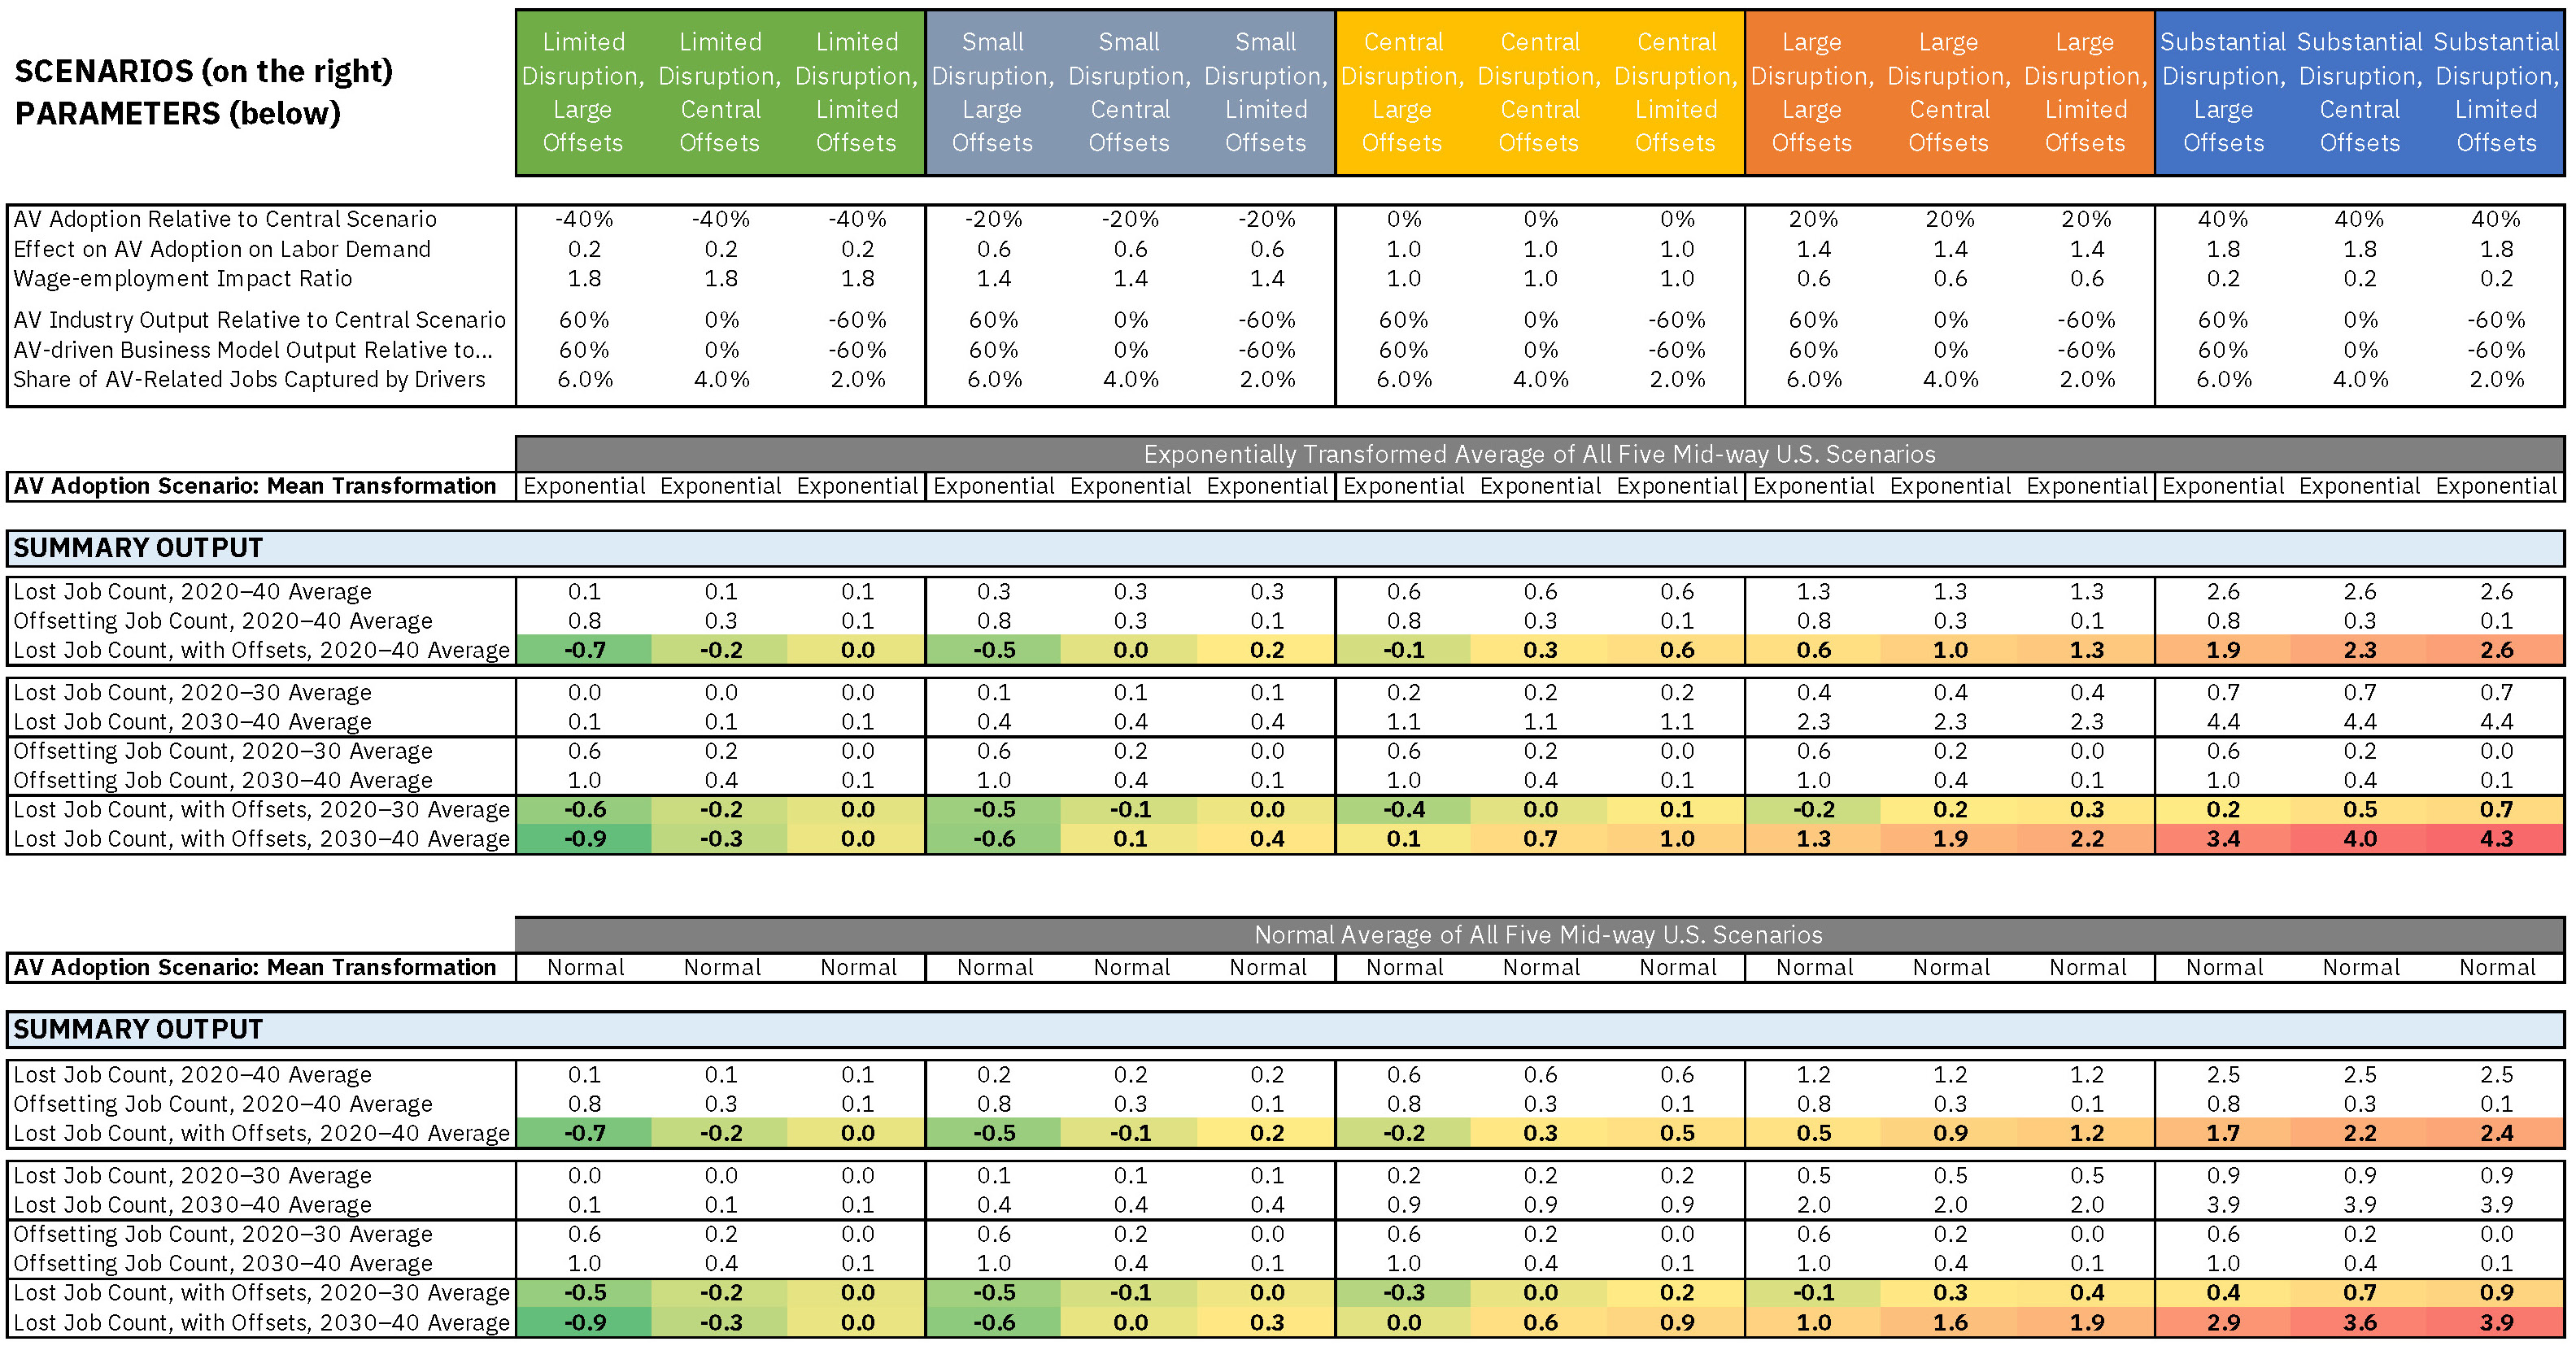 SCENARIOS (on the right)
PARAMETERS (below)
Limited Disruption, Large Offsets
Limited Disruption, Central Offsets
Limited Disruption, Limited Offsets
Small Disruption, Large Offsets
Small Disruption, Central Offsets
Small Disruption, Limited Offsets
Central Disruption, Large Offsets
Central Disruption, Central Offsets
Central Disruption, Limited Offsets
Large Disruption, Large Offsets
Large Disruption, Central Offsets
Large Disruption, Limited Offsets
Substantial Disruption, Large Offsets
Substantial Disruption, Central Offsets
Substantial Disruption, Limited Offsets
AV Adoption Relative to Central Scenario -40% -40% -40% -20% -20% -20% 0% 0% 0% 20% 20% 20% 40% 40% 40%
Effect on AV Adoption on Labor Demand 0.2 0.2 0.2 0.6 0.6 0.6 1.0 1.0 1.0 1.4 1.4 1.4 1.8 1.8 1.8
Wage-employment Impact Ratio 1.8 1.8 1.8 1.4 1.4 1.4 1.0 1.0 1.0 0.6 0.6 0.6 0.2 0.2 0.2
AV Industry Output Relative to Central Scenario 60% 0% -60% 60% 0% -60% 60% 0% -60% 60% 0% -60% 60% 0% -60%
AV-driven Business Model Output Relative to... 60% 0% -60% 60% 0% -60% 60% 0% -60% 60% 0% -60% 60% 0% -60%
Share of AV-Related Jobs Captured by Drivers 6.0% 4.0% 2.0% 6.0% 4.0% 2.0% 6.0% 4.0% 2.0% 6.0% 4.0% 2.0% 6.0% 4.0% 2.0%
Exponentially Transformed Average of All Five Mid-way U.S. Scenarios
AV Adoption Scenario: Mean Transformation Exponential Exponential Exponential Exponential Exponential Exponential Exponential Exponential Exponential Exponential Exponential Exponential Exponential Exponential Exponential
SUMMARY OUTPUT
Lost Job Count, 2020–40 Average 0.1 0.1 0.1 0.3 0.3 0.3 0.6 0.6 0.6 1.3 1.3 1.3 2.6 2.6 2.6
Offsetting Job Count, 2020–40 Average 0.8 0.3 0.1 0.8 0.3 0.1 0.8 0.3 0.1 0.8 0.3 0.1 0.8 0.3 0.1
Lost Job Count, with Offsets, 2020–40 Average -0.7 -0.2 0.0 -0.5 0.0 0.2 -0.1 0.3 0.6 0.6 1.0 1.3 1.9 2.3 2.6
Lost Job Count, 2020–30 Average 0.0 0.0 0.0 0.1 0.1 0.1 0.2 0.2 0.2 0.4 0.4 0.4 0.7 0.7 0.7
Lost Job Count, 2030–40 Average 0.1 0.1 0.1 0.4 0.4 0.4 1.1 1.1 1.1 2.3 2.3 2.3 4.4 4.4 4.4
Offsetting Job Count, 2020–30 Average 0.6 0.2 0.0 0.6 0.2 0.0 0.6 0.2 0.0 0.6 0.2 0.0 0.6 0.2 0.0
Offsetting Job Count, 2030–40 Average 1.0 0.4 0.1 1.0 0.4 0.1 1.0 0.4 0.1 1.0 0.4 0.1 1.0 0.4 0.1
Lost Job Count, with Offsets, 2020–30 Average -0.6 -0.2 0.0 -0.5 -0.1 0.0 -0.4 0.0 0.1 -0.2 0.2 0.3 0.2 0.5 0.7
Lost Job Count, with Offsets, 2030–40 Average -0.9 -0.3 0.0 -0.6 0.1 0.4 0.1 0.7 1.0 1.3 1.9 2.2 3.4 4.0 4.3
Normal Average of All Five Mid-way U.S. Scenarios
AV Adoption Scenario: Mean Transformation Normal Normal Normal Normal Normal Normal Normal Normal Normal Normal Normal Normal Normal Normal Normal
SUMMARY OUTPUT
Lost Job Count, 2020–40 Average 0.1 0.1 0.1 0.2 0.2 0.2 0.6 0.6 0.6 1.2 1.2 1.2 2.5 2.5 2.5
Offsetting Job Count, 2020–40 Average 0.8 0.3 0.1 0.8 0.3 0.1 0.8 0.3 0.1 0.8 0.3 0.1 0.8 0.3 0.1
Lost Job Count, with Offsets, 2020–40 Average -0.7 -0.2 0.0 -0.5 -0.1 0.2 -0.2 0.3 0.5 0.5 0.9 1.2 1.7 2.2 2.4
Lost Job Count, 2020–30 Average 0.0 0.0 0.0 0.1 0.1 0.1 0.2 0.2 0.2 0.5 0.5 0.5 0.9 0.9 0.9
Lost Job Count, 2030–40 Average 0.1 0.1 0.1 0.4 0.4 0.4 0.9 0.9 0.9 2.0 2.0 2.0 3.9 3.9 3.9
Offsetting Job Count, 2020–30 Average 0.6 0.2 0.0 0.6 0.2 0.0 0.6 0.2 0.0 0.6 0.2 0.0 0.6 0.2 0.0
Offsetting Job Count, 2030–40 Average 1.0 0.4 0.1 1.0 0.4 0.1 1.0 0.4 0.1 1.0 0.4 0.1 1.0 0.4 0.1
Lost Job Count, with Offsets, 2020–30 Average -0.5 -0.2 0.0 -0.5 -0.1 0.0 -0.3 0.0 0.2 -0.1 0.3 0.4 0.4 0.7 0.9
Lost Job Count, with Offsets, 2030–40 Average -0.9 -0.3 0.0 -0.6 0.0 0.3 0.0 0.6 0.9 1.0 1.6 1.9 2.9 3.6 3.9